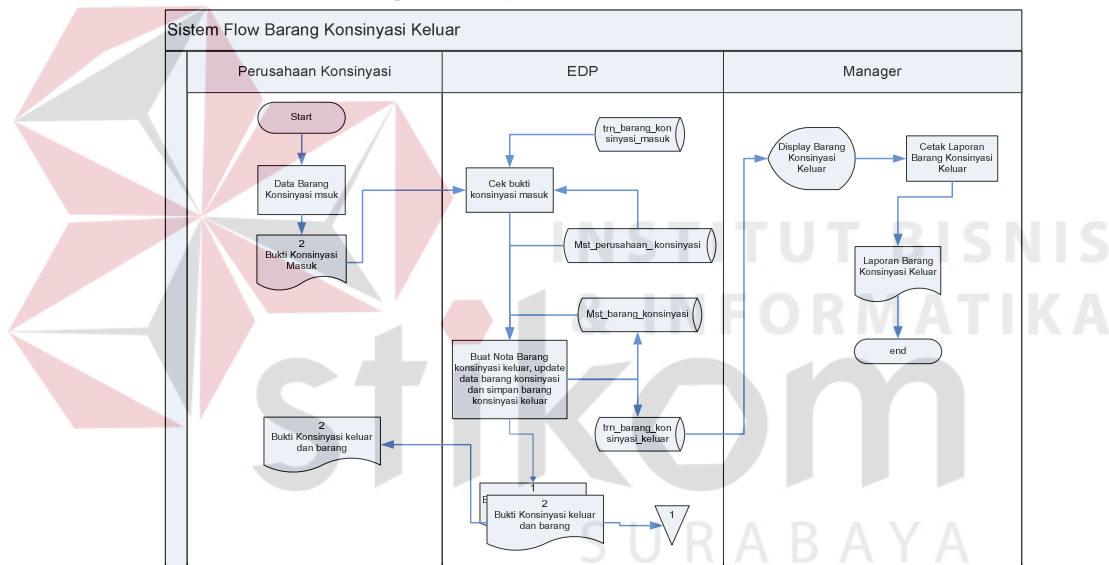 Sistem Flow Barang Konsinyasi Keluar
Perusahaan Konsinyasi
EDP
Manager
Start
Data Barang
Konsinyasi msuk
2
Bukti Konsinyasi
Masuk
2
Bukti Konsinyasi keluar
dan barang
trn_barang_kon
sinyasi_masuk
Cek bukti
konsinyasi masuk
Mst_perusahaan_konsinyasi
Mst_barang_konsinyasi
Buat Nota Barang
konsinyasi keluar, update
data barang konsinyasi
dan simpan barang
konsinyasi keluar
trn_barang_kon
sinyasi_keluar
1
2
Bukti Konsinyasi keluar
dan barang
1
Display Barang
Konsinyasi
Keluar
Cetak Laporan
Barang Konsinyasi
Keluar
Laporan Barang
Konsinyasi Keluar
end
INSTITUT BISNIS
& INFORMATIKA
stikom
SURABAYA